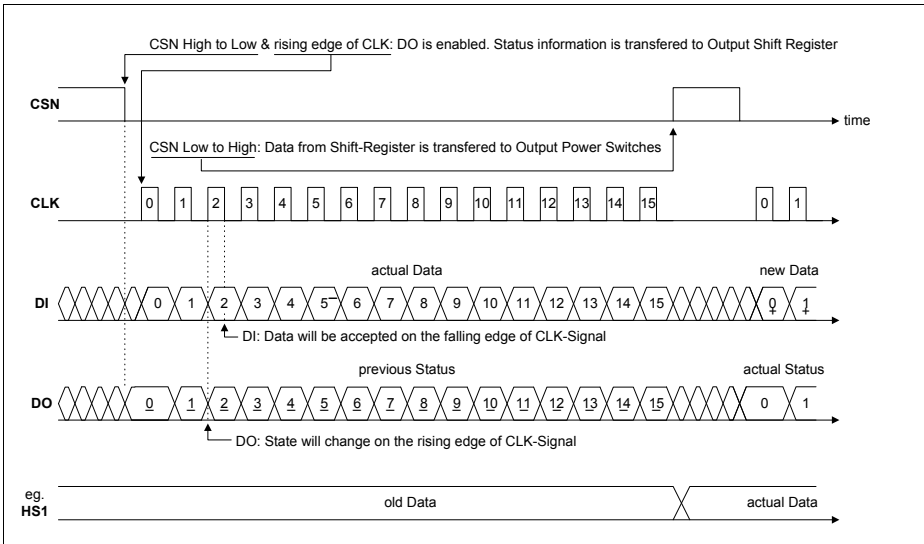 CSN High to Low & rising edge of CLK: DO is enabled. Status information is transfered to Output Shift Register
CSN
time
CSN Low to High: Data from Shift-Register is transfered to Output Power Switches
CLK 0 1 2 3 4 5 6 7 8 9 10 11 12 13 14 15 0 1
actual Data new Data
DI 0 1 2 3 4 5 6 7 8 9 10 11 12 13 14 15 0 1
DI: Data will be accepted on the falling edge of CLK-Signal
previous Status actual Status
DO 0 1 2 3 4 5 6 7 8 9 10 11 12 13 14 15 0 1
DO: State will change on the rising edge of CLK-Signal
eg.
HS1 old Data actual Data